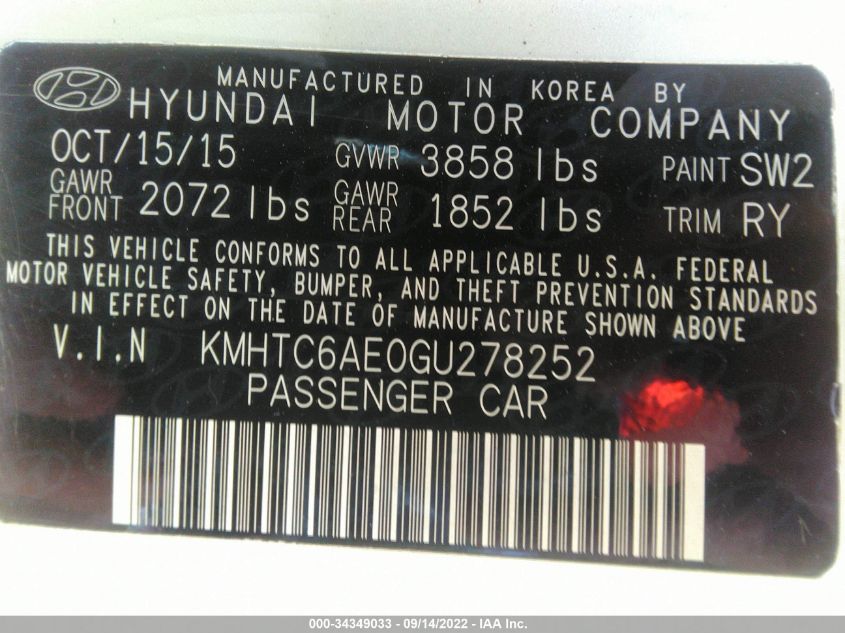 MANUFACTURED IN KOREA BY
HYUNDAI MOTOR COMPANY
OCT/15/15 GVWR 3858 lbs PAINT SW2
GAWR FRONT 2072 lbs GAWR REAR 1852 lbs TRIM RY
THIS VEHICLE CONFORMS TO ALL APPLICABLE U.S.A. FEDERAL
MOTOR VEHICLE SAFETY, BUMPER, AND THEFT PREVENTION STANDARDS
IN EFFECT ON THE DATE OF MANUFACTURE SHOWN ABOVE
V.I.N KMHTC6AE0GU278252
PASSENGER CAR
000-34349033 - 09/14/2022 - IAA Inc.